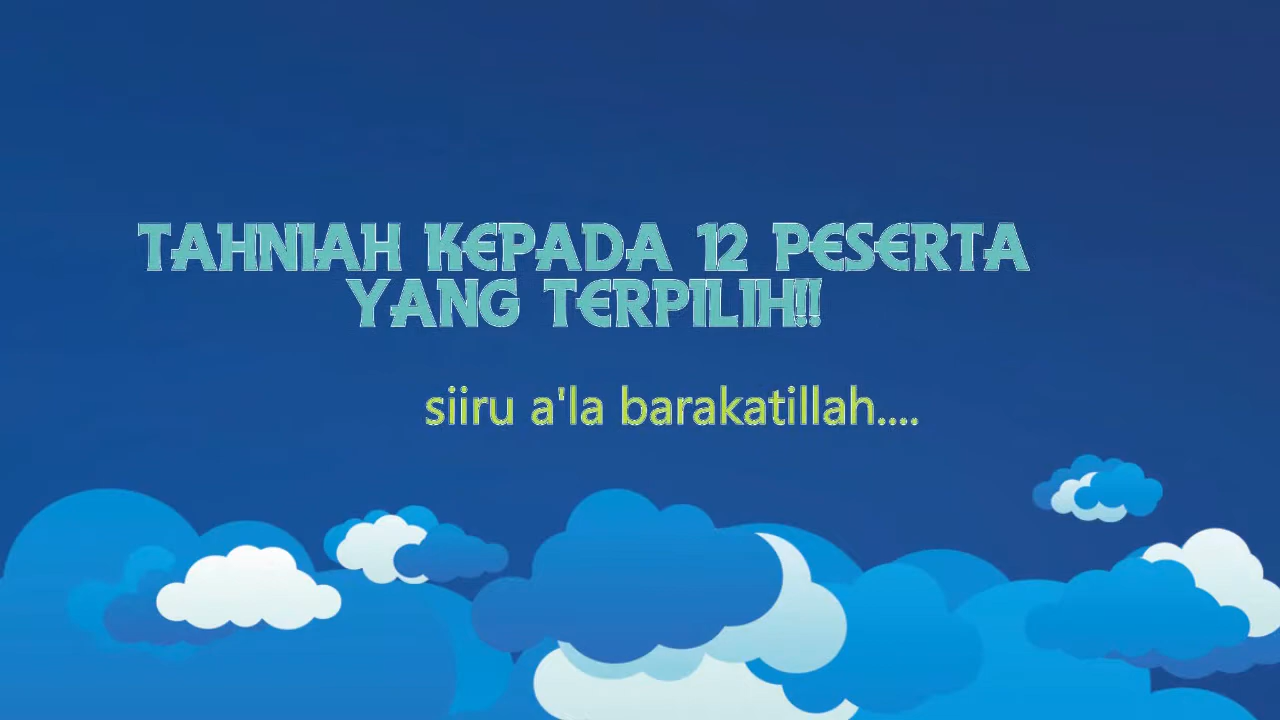 TAHNIAH KEPADA 12 PESERTA
YANG TERPILIH!!
siiru a'la barakatillah....